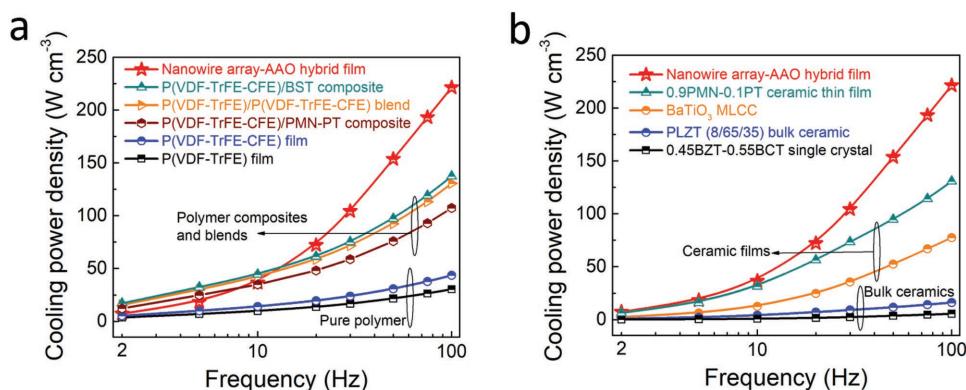 a
Cooling power density (W cm⁻³)
250
200
150
100
50
0
Nanowire array-AAO hybrid film
P(VDF-TrFE-CFE)/BST composite
P(VDF-TrFE)/P(VDF-TrFE-CFE) blend
P(VDF-TrFE-CFE)/PMN-PT composite
P(VDF-TrFE-CFE) film
P(VDF-TrFE) film
Polymer composites
and blends
Pure polymer
2
10
100
Frequency (Hz)
b
Cooling power density (W cm⁻³)
250
200
150
100
50
0
Nanowire array-AAO hybrid film
0.9PMN-0.1PT ceramic thin film
BaTiO₃ MLCC
PLZT (8/65/35) bulk ceramic
0.45BZT-0.55BCT single crystal
Ceramic films
Bulk ceramics
2
10
100
Frequency (Hz)